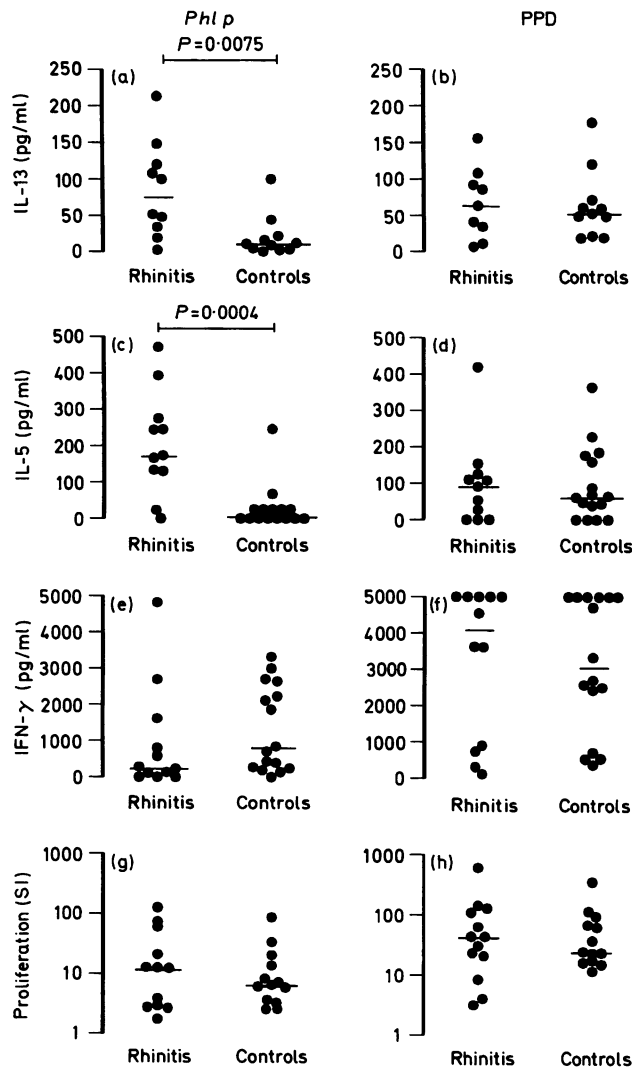 Phl p PPD
P=0·0075
(a) (b)
IL-13 (pg/ml)
250 250
200 200
150 150
100 100
50 50
0 0
Rhinitis Controls Rhinitis Controls
P=0·0004
(c) (d)
IL-5 (pg/ml)
500 500
400 400
300 300
200 200
100 100
0 0
Rhinitis Controls Rhinitis Controls
(e) (f)
IFN-γ (pg/ml)
5000 5000
4000 4000
3000 3000
2000 2000
1000 1000
0 0
Rhinitis Controls Rhinitis Controls
(g) (h)
Proliferation (SI)
1000 1000
100 100
10 10
1 1
Rhinitis Controls Rhinitis Controls